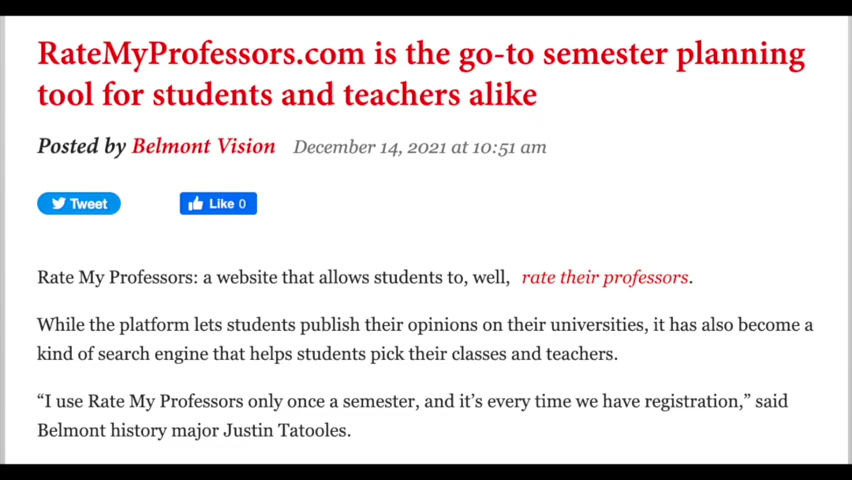 RateMyProfessors.com is the go-to semester planning
tool for students and teachers alike
Posted by Belmont Vision December 14, 2021 at 10:51 am
Tweet Like 0
Rate My Professors: a website that allows students to, well, rate their professors.
While the platform lets students publish their opinions on their universities, it has also become a
kind of search engine that helps students pick their classes and teachers.
“I use Rate My Professors only once a semester, and it’s every time we have registration,” said
Belmont history major Justin Tatooles.